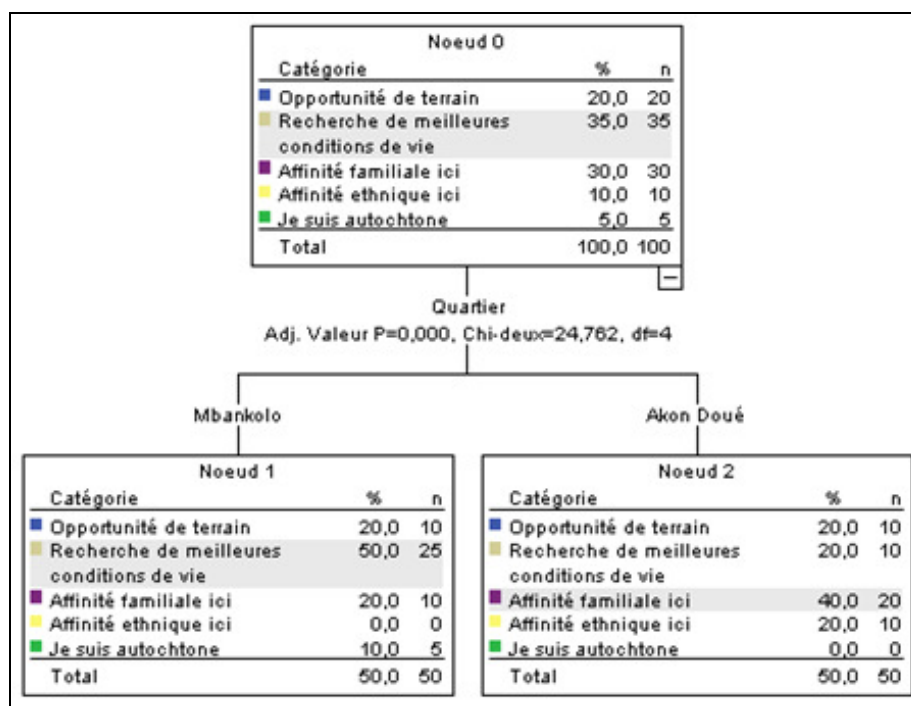 Noeud 0
Catégorie % n
Opportunité de terrain 20,0 20
Recherche de meilleures 35,0 35
conditions de vie
Affinité familiale ici 30,0 30
Affinité ethnique ici 10,0 10
Je suis autochtone 5,0 5
Total 100,0 100
Quartier
Adj. Valeur P=0,000, Chi-deux=24,762, df=4
Mbankolo
Akon Doué
Noeud 1
Catégorie % n
Opportunité de terrain 20,0 10
Recherche de meilleures 50,0 25
conditions de vie
Affinité familiale ici 20,0 10
Affinité ethnique ici 0,0 0
Je suis autochtone 10,0 5
Total 50,0 50
Noeud 2
Catégorie % n
Opportunité de terrain 20,0 10
Recherche de meilleures 20,0 10
conditions de vie
Affinité familiale ici 40,0 20
Affinité ethnique ici 20,0 10
Je suis autochtone 0,0 0
Total 50,0 50